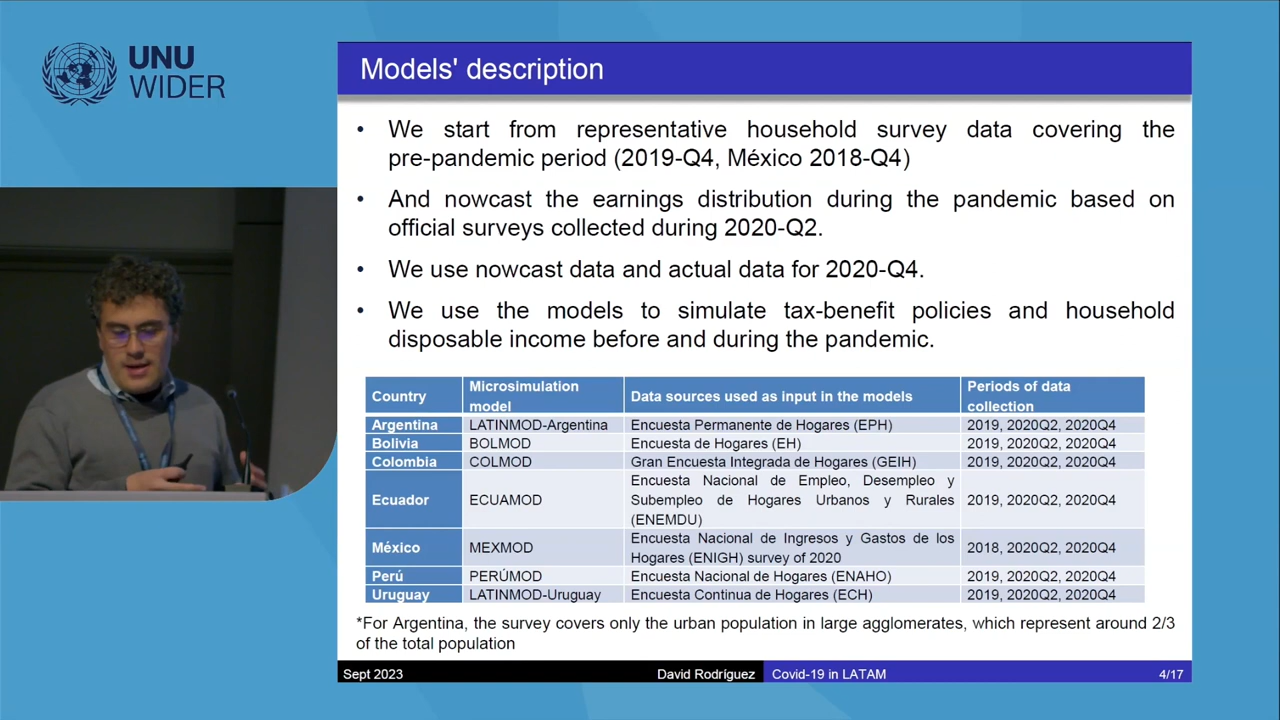 UNU
WIDER
Models' description
• We start from representative household survey data covering the
pre-pandemic period (2019-Q4, México 2018-Q4)
• And nowcast the earnings distribution during the pandemic based on
official surveys collected during 2020-Q2.
• We use nowcast data and actual data for 2020-Q4.
• We use the models to simulate tax-benefit policies and household
disposable income before and during the pandemic.
Country Microsimulation model Data sources used as input in the models Periods of data collection
Argentina LATINMOD-Argentina Encuesta Permanente de Hogares (EPH) 2019, 2020Q2, 2020Q4
Bolivia BOLMOD Encuesta de Hogares (EH) 2019, 2020Q2, 2020Q4
Colombia COLMOD Gran Encuesta Integrada de Hogares (GEIH) 2019, 2020Q2, 2020Q4
Ecuador ECUAMOD Encuesta Nacional de Empleo, Desempleo y Subempleo de Hogares Urbanos y Rurales (ENEMDU) 2019, 2020Q2, 2020Q4
México MEXMOD Encuesta Nacional de Ingresos y Gastos de los Hogares (ENIGH) survey of 2020 2018, 2020Q2, 2020Q4
Perú PERÚMOD Encuesta Nacional de Hogares (ENAHO) 2019, 2020Q2, 2020Q4
Uruguay LATINMOD-Uruguay Encuesta Continua de Hogares (ECH) 2019, 2020Q2, 2020Q4
*For Argentina, the survey covers only the urban population in large agglomerates, which represent around 2/3
of the total population
Sept 2023 David Rodríguez Covid-19 in LATAM 4/17